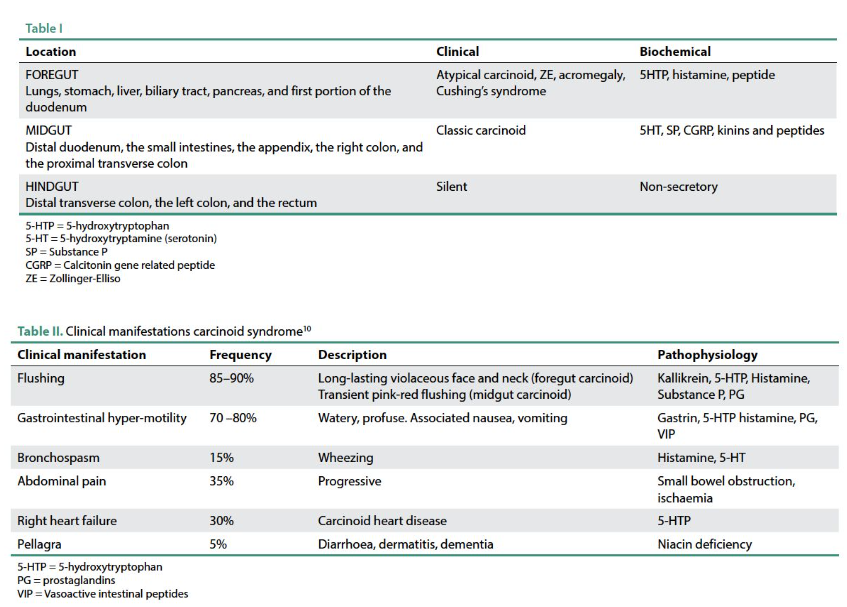 Table I
Location Clinical Biochemical
FOREGUT Atypical carcinoid, ZE, acromegaly, 5HTP, histamine, peptide
Lungs, stomach, liver, biliary tract, pancreas, and first portion of the Cushing's syndrome
duodenum
MIDGUT Classic carcinoid 5HT, SP, CGRP, kinins and peptides
Distal duodenum, the small intestines, the appendix, the right colon, and
the proximal transverse colon
HINDGUT Silent Non-secretory
Distal transverse colon, the left colon, and the rectum
5-HTP = 5-hydroxytryptophan
5-HT = 5-hydroxytryptamine (serotonin)
SP = Substance P
CGRP = Calcitonin gene related peptide
ZE = Zollinger-Elliso
Table II. Clinical manifestations carcinoid syndrome¹⁰
Clinical manifestation Frequency Description Pathophysiology
Flushing 85–90% Long-lasting violaceous face and neck (foregut carcinoid) Kallikrein, 5-HTP, Histamine,
Transient pink-red flushing (midgut carcinoid) Substance P, PG
Gastrointestinal hyper-motility 70 –80% Watery, profuse. Associated nausea, vomiting Gastrin, 5-HTP histamine, PG,
VIP
Bronchospasm 15% Wheezing Histamine, 5-HT
Abdominal pain 35% Progressive Small bowel obstruction,
ischaemia
Right heart failure 30% Carcinoid heart disease 5-HTP
Pellagra 5% Diarrhoea, dermatitis, dementia Niacin deficiency
5-HTP = 5-hydroxytryptophan
PG = prostaglandins
VIP = Vasoactive intestinal peptides